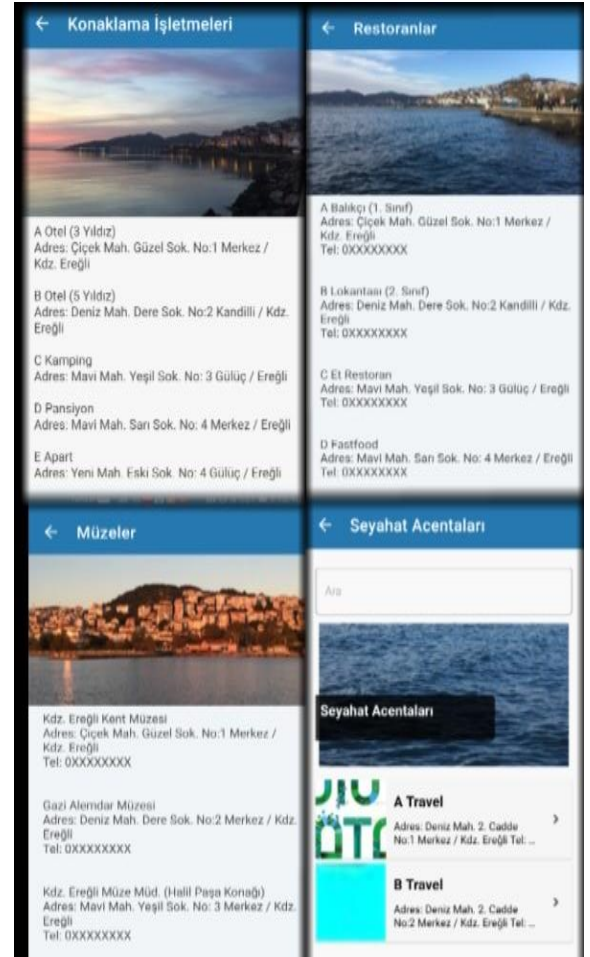 Konaklama İşletmeleri
A Otel (3 Yıldız)
Adres: Çiçek Mah. Güzel Sok. No:1 Merkez /
Kdz. Ereğli
B Otel (5 Yıldız)
Adres: Deniz Mah. Dere Sok. No:2 Kandilli / Kdz.
Ereğli
C Kamping
Adres: Mavi Mah. Yeşil Sok. No: 3 Gülüç / Ereğli
D Pansiyon
Adres: Mavi Mah. Sarı Sok. No: 4 Merkez / Ereğli
E Apart
Adres: Yeni Mah. Eski Sok. No: 4 Gülüç / Ereğli
Restoranlar
A Balıkçı (1. Sınıf)
Adres: Çiçek Mah. Güzel Sok. No:1 Merkez /
Kdz. Ereğli
Tel: 0XXXXXXXX
B Lokantası (2. Sınıf)
Adres: Deniz Mah. Dere Sok. No:2 Kandilli / Kdz.
Ereğli
Tel: 0XXXXXXXX
C Et Restoran
Adres: Mavi Mah. Yeşil Sok. No: 3 Gülüç / Ereğli
Tel: 0XXXXXXXX
D Fastfood
Adres: Mavi Mah. Sarı Sok. No: 4 Merkez / Ereğli
Tel: 0XXXXXXXX
Müzeler
Kdz. Ereğli Kent Müzesi
Adres: Çiçek Mah. Güzel Sok. No:1 Merkez /
Kdz. Ereğli
Tel: 0XXXXXXXX
Gazi Alemdar Müzesi
Adres: Deniz Mah. Dere Sok. No:2 Merkez / Kdz.
Ereğli
Tel: 0XXXXXXXX
Kdz. Ereğli Müze Müd. (Halil Paşa Konağı)
Adres: Mavi Mah. Yeşil Sok. No: 3 Merkez / Kdz.
Ereğli
Tel: 0XXXXXXXX
Seyahat Acentaları
Ara
Seyahat Acentaları
A Travel
Adres: Deniz Mah. 2. Cadde
No:1 Merkez / Kdz. Ereğli Tel: ...
B Travel
Adres: Deniz Mah. 2. Cadde
No:2 Merkez / Kdz. Ereğli Tel: ...